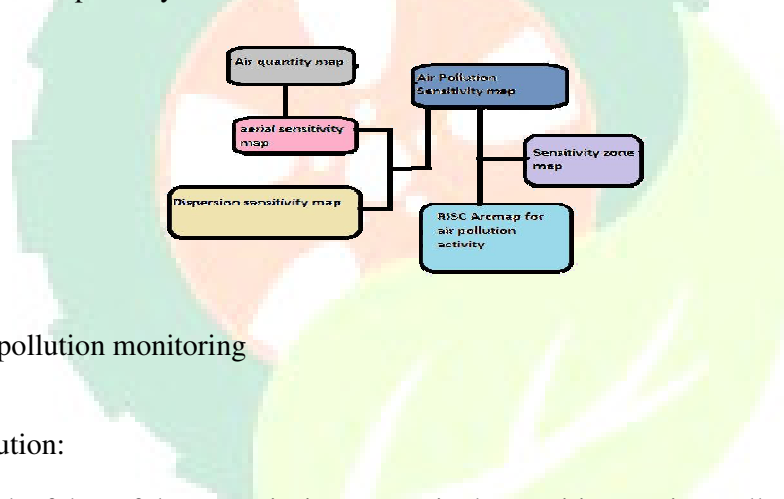 Air quantity map
Air Pollution
Sensitivity map
aerial sensitivity
map
Sensitivity zone
map
Dispersion sensitivity map
RISC Arcmap for
air pollution
activity
pollution monitoring
ution: